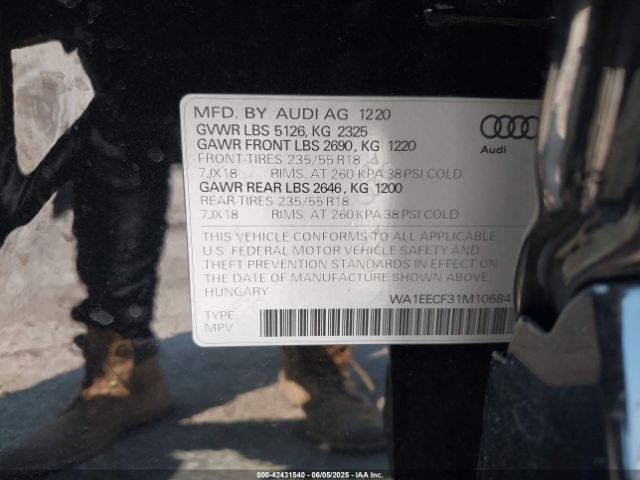 MFD. BY AUDI AG 1220
GVWR LBS 5126, KG 2325
GAWR FRONT LBS 2690, KG 1220
FRONT-TIRES 235/55 R18
7JX18 RIMS, AT 260 KPA 38 PSI COLD
GAWR REAR LBS 2646, KG 1200
REAR-TIRES 235/55 R18
7JX18 RIMS, AT 260 KPA 38 PSI COLD
Audi
THIS VEHICLE CONFORMS TO ALL APPLICABLE
U.S. FEDERAL MOTOR VEHICLE SAFETY AND
THEFT PREVENTION STANDARDS IN EFFECT ON
THE DATE OF MANUFACTURE SHOWN ABOVE.
HUNGARY
WA1EECF31M10684
TYPE:
MPV
00-42431540 - 06/05/2025 - IAAI.COM